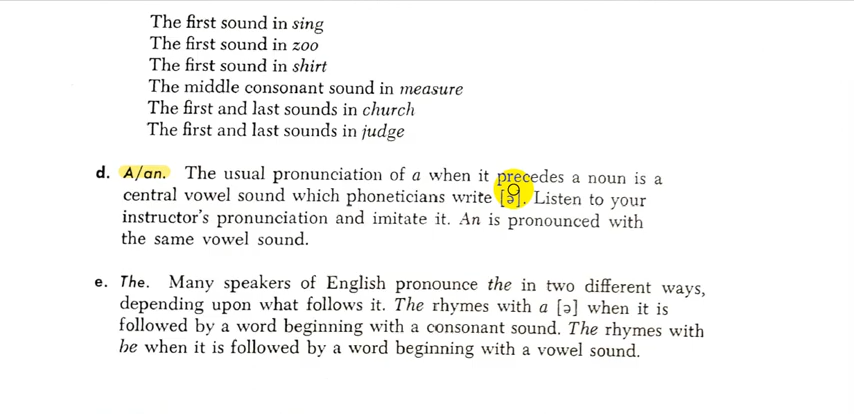 The first sound in sing
The first sound in zoo
The first sound in shirt
The middle consonant sound in measure
The first and last sounds in church
The first and last sounds in judge
d. A/an. The usual pronunciation of a when it precedes a noun is a
central vowel sound which phoneticians write [ə]. Listen to your
instructor's pronunciation and imitate it. An is pronounced with
the same vowel sound.
e. The. Many speakers of English pronounce the in two different ways,
depending upon what follows it. The rhymes with a [ə] when it is
followed by a word beginning with a consonant sound. The rhymes with
he when it is followed by a word beginning with a vowel sound.